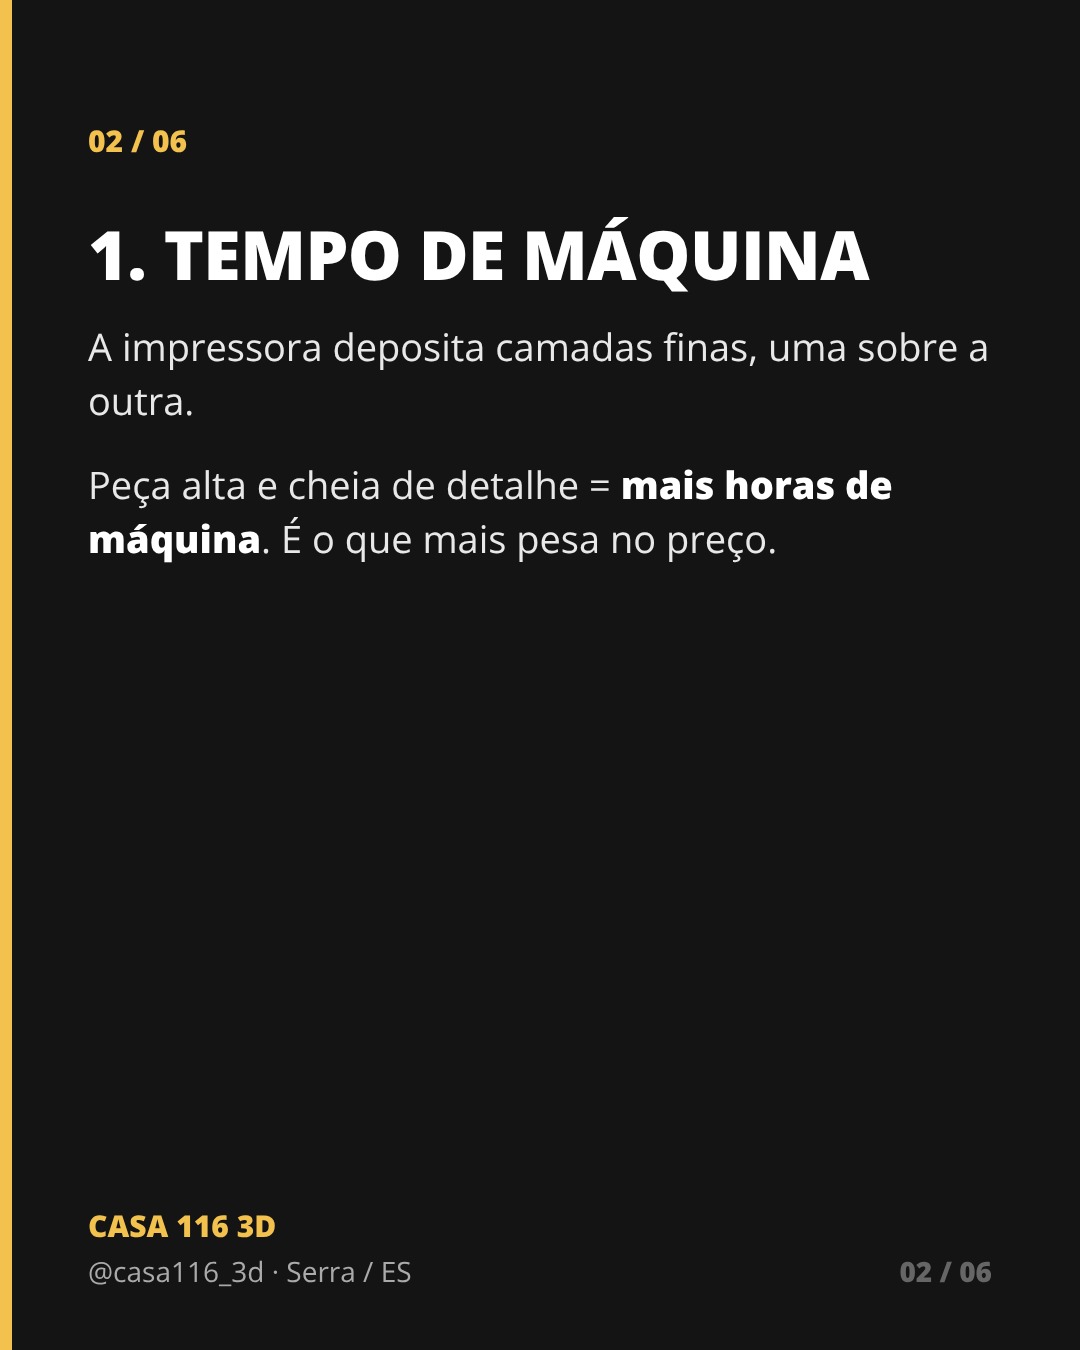 02 / 06
1. TEMPO DE MÁQUINA
A impressora deposita camadas finas, uma sobre a
outra.
Peça alta e cheia de detalhe = mais horas de
máquina. É o que mais pesa no preço.
CASA 116 3D
@casa116_3d · Serra / ES
02 / 06